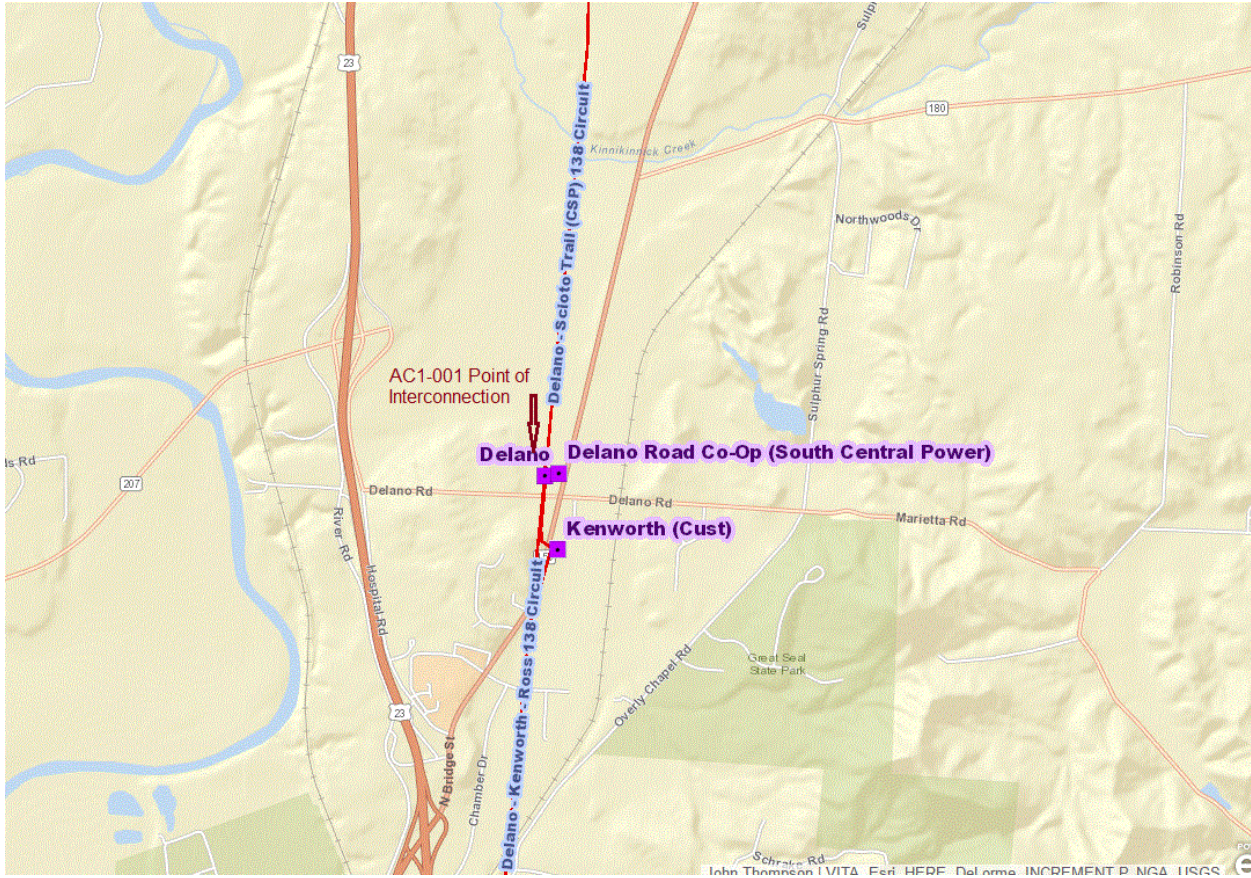 23
Sulph
180
Kinnikinnick Creek
Delano - Scioto Trail (CSP) 138 Circuit
Northwoods Dr
Robinson Rd
Sulphur Spring Rd
AC1-001 Point of
Interconnection
Delano
Delano Road Co-Op (South Central Power)
ls Rd
207
Delano Rd
Delano Rd
Marietta Rd
River Rd
Kenworth (Cust)
Hospital Rd
Delano - Kenworth - Ross 138 Circuit
Great Seal
State Park
Overly Chapel Rd
23
N Bridge St
Chamber Dr
Schrake Rd
John Thompson | VITA, Esri, HERE, DeLorme, INCREMENT P, NGA, USGS